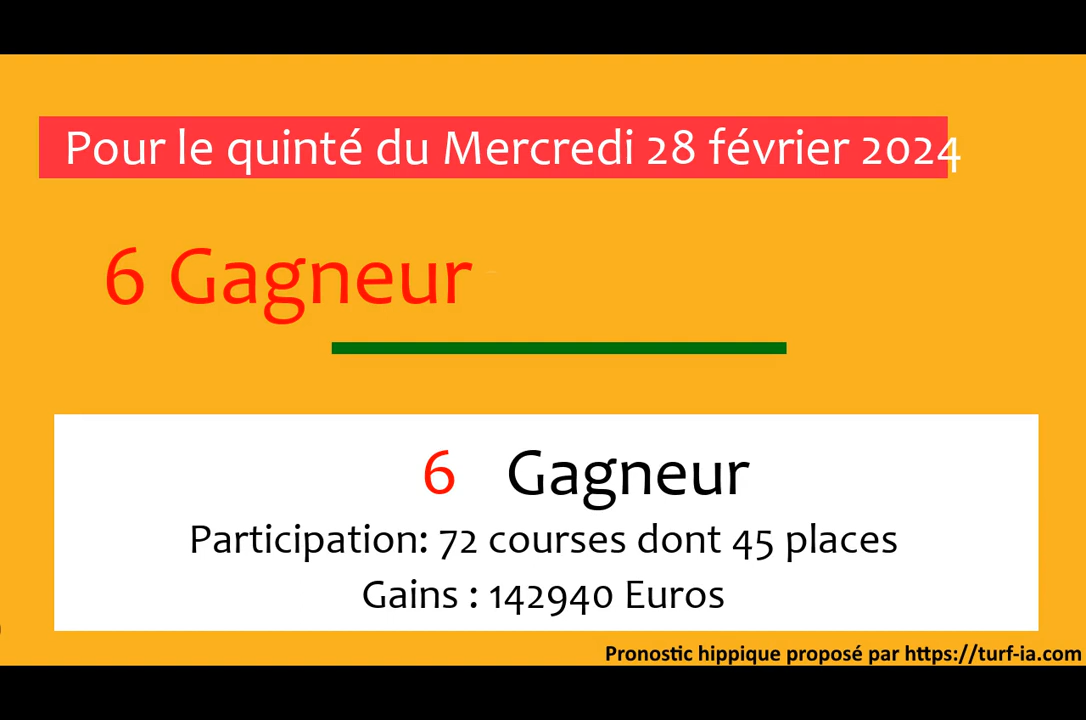 Pour le quinté du Mercredi 28 février 2024
6 Gagneur
6 Gagneur
Participation: 72 courses dont 45 places
Gains : 142940 Euros
Pronostic hippique proposé par https://turf-ia.com